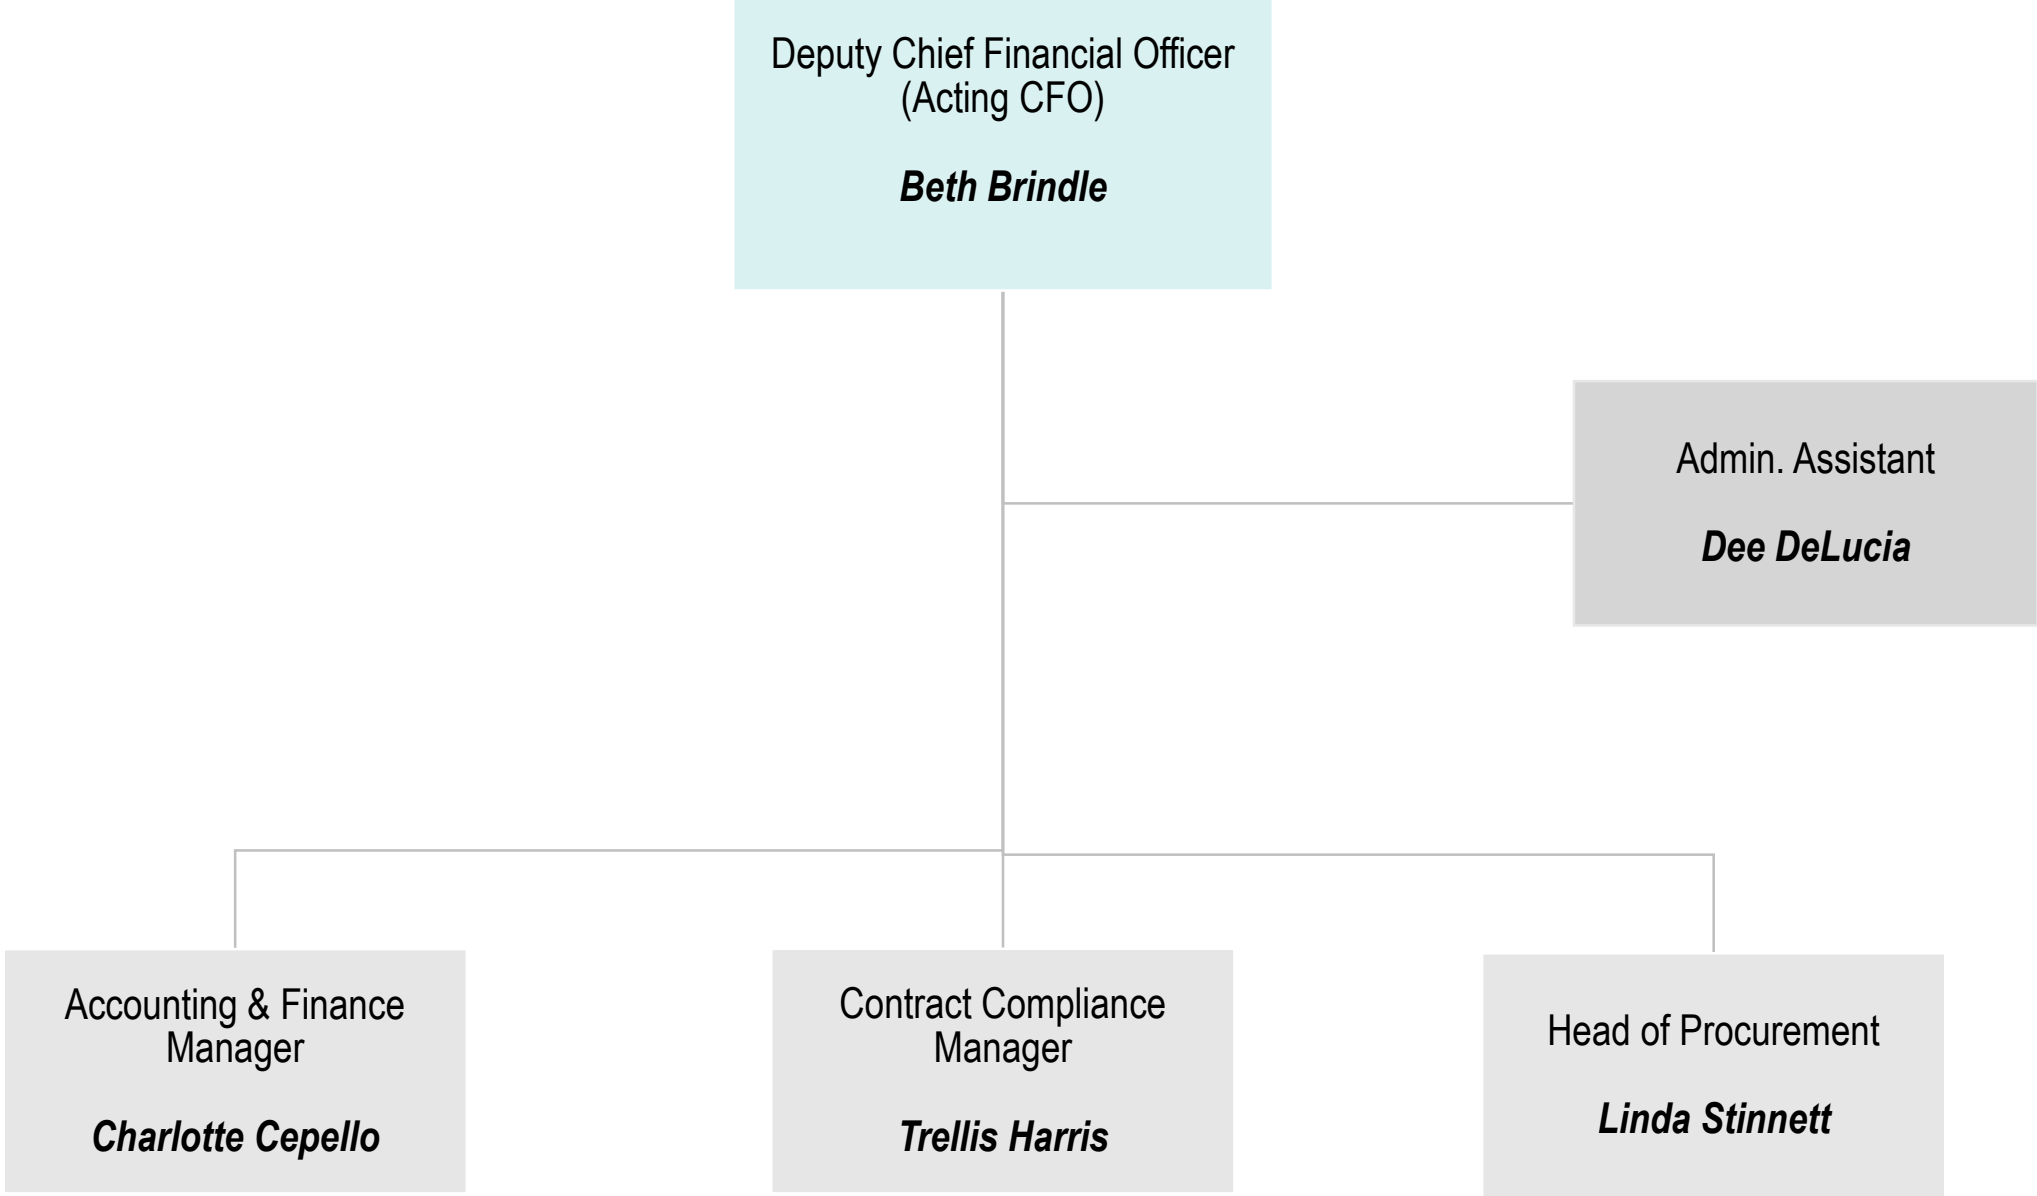 Deputy Chief Financial Officer
(Acting CFO)
Beth Brindle
Admin. Assistant
Dee DeLucia
Accounting & Finance
Manager
Charlotte Cepello
Contract Compliance
Manager
Trellis Harris
Head of Procurement
Linda Stinnett